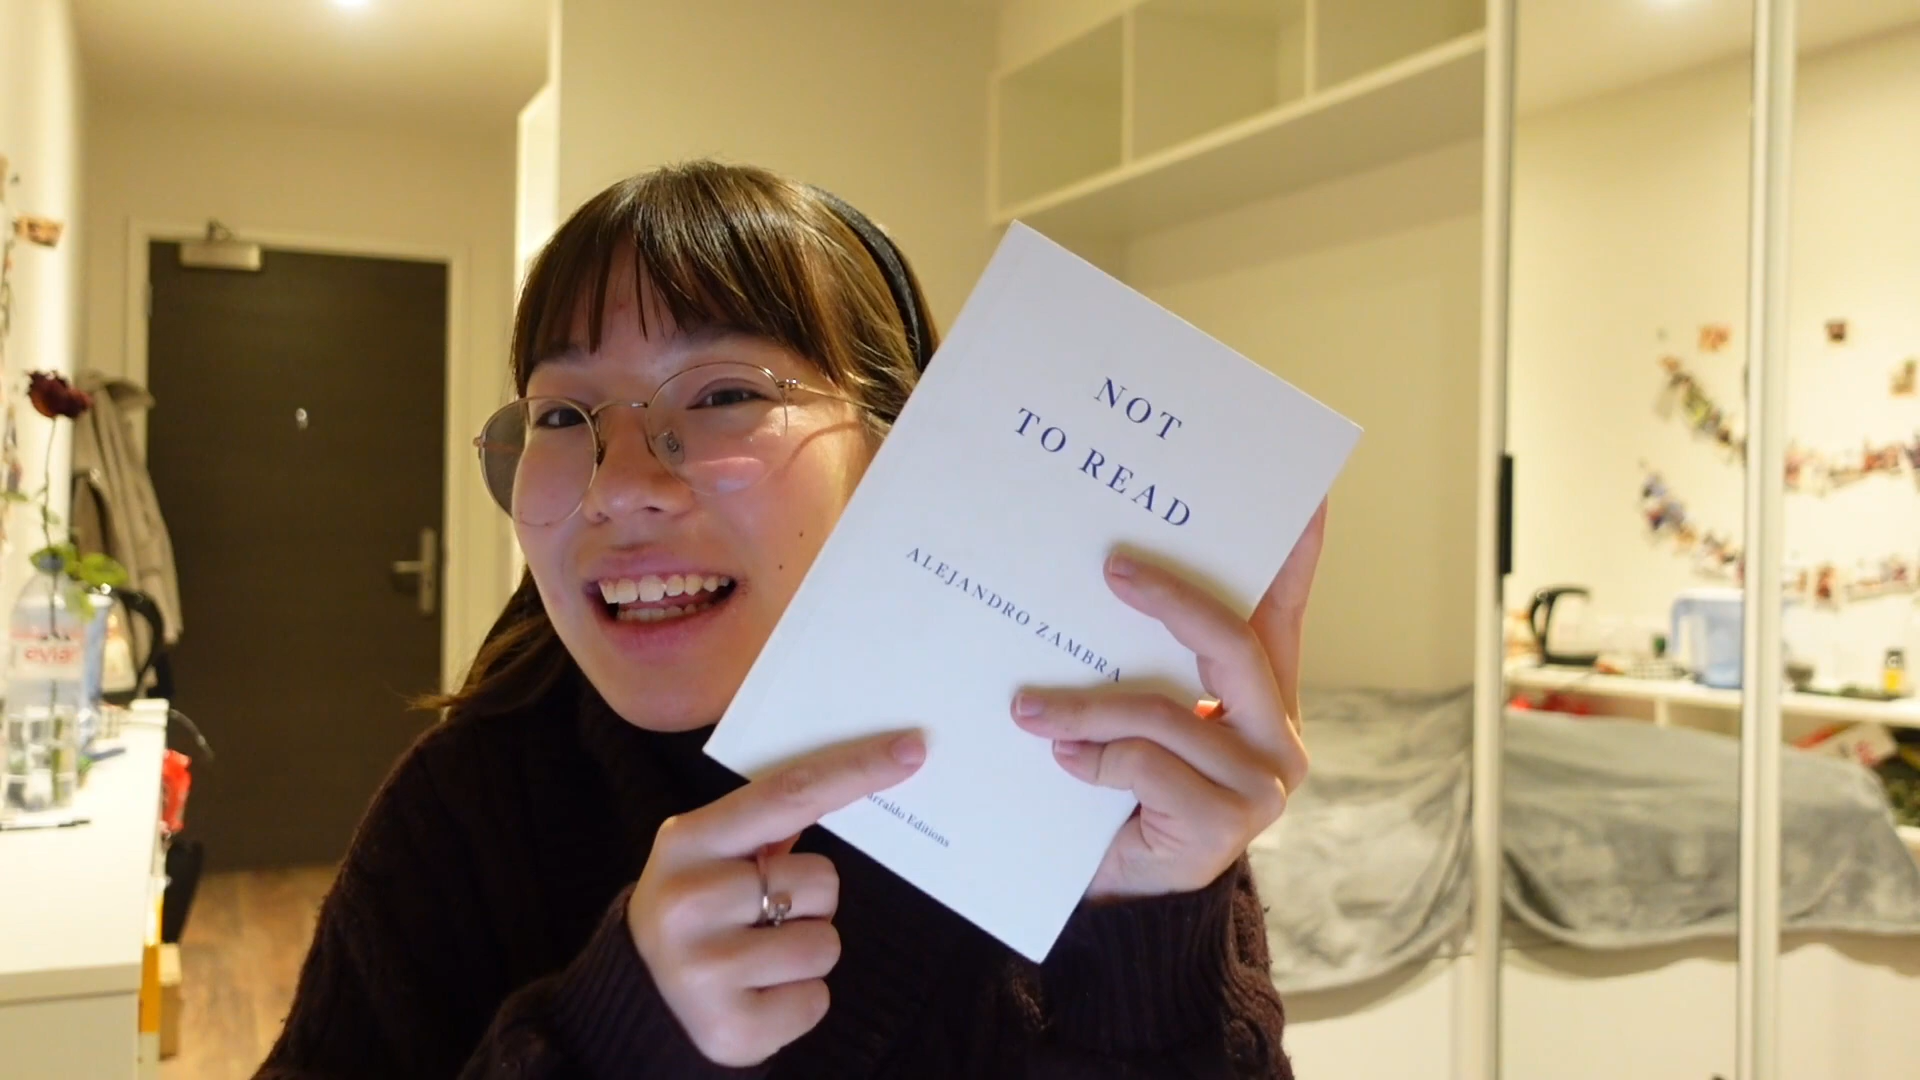 NOT
TO READ
ALEJANDRO ZAMBRA
Editions
evian